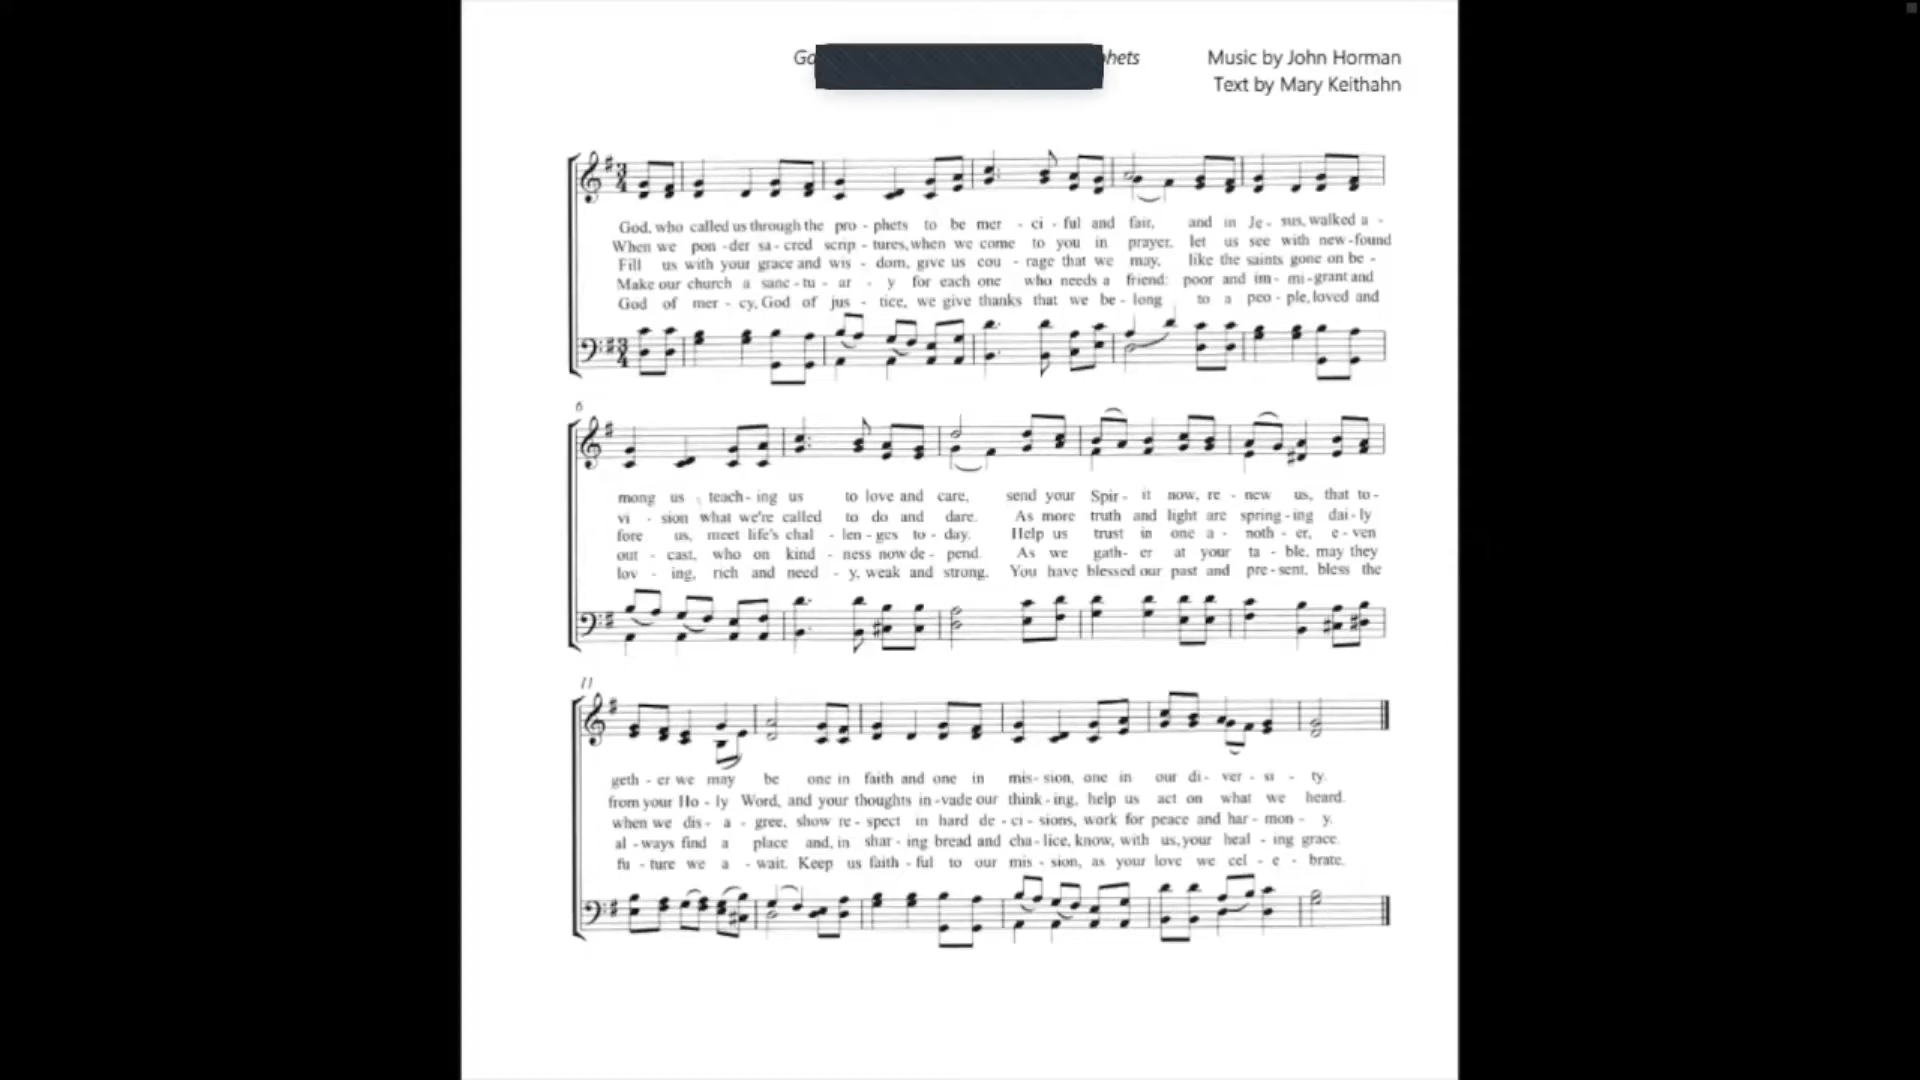 Go phets
Music by John Horman
Text by Mary Keithahn
3 4
God, who called us through the pro - phets to be mer - ci - ful and fair, and in Je - sus, walked a -
When we pon - der sa - cred scrip - tures, when we come to you in prayer, let us see with new - found
Fill us with your grace and wis - dom, give us cou - rage that we may, like the saints gone on be -
Make our church a sanc - tu - ar - y for each one who needs a friend: poor and im - mi - grant and
God of mer - cy, God of jus - tice, we give thanks that we be - long to a peo - ple, loved and
3 4
6
mong us teach - ing us to love and care, send your Spir - it now, re - new us, that to -
vi - sion what we're called to do and dare. As more truth and light are spring - ing dai - ly
fore us, meet life's chal - len - ges to - day. Help us trust in one a - noth - er, e - ven
out - cast, who on kind - ness now de - pend. As we gath - er at your ta - ble, may they
lov - ing, rich and need - y, weak and strong. You have blessed our past and pre - sent, bless the
11
geth - er we may be one in faith and one in mis - sion, one in our di - ver - si - ty.
from your Ho - ly Word, and your thoughts in - vade our think - ing, help us act on what we heard.
when we dis - a - gree, show re - spect in hard de - ci - sions, work for peace and har - mon - y.
al - ways find a place and, in shar - ing bread and cha - lice, know, with us, your heal - ing grace.
fu - ture we a - wait. Keep us faith - ful to our mis - sion, as your love we cel - e - brate.